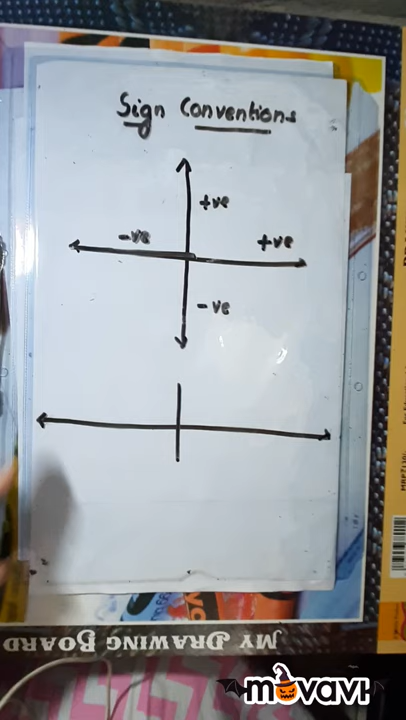 Sign Conventions
+ve
-ve +ve
-ve
MY DRAWING BOARD
movavi